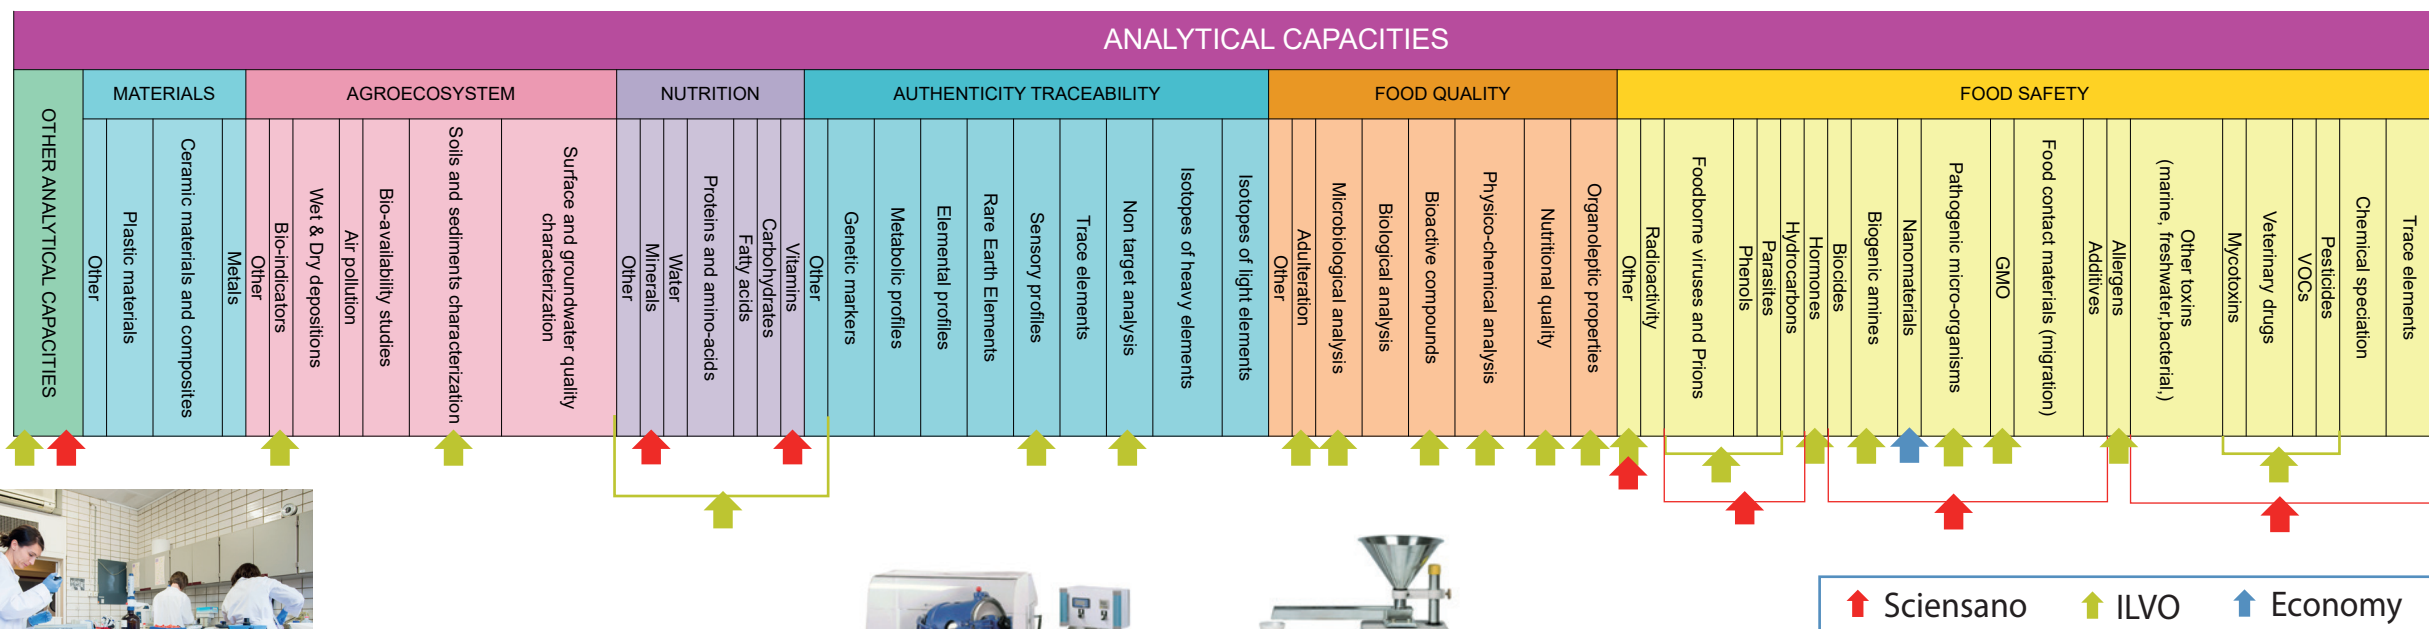 ANALYTICAL CAPACITIES
OTHER ANALYTICAL CAPACITIES
MATERIALS
AGROECOSYSTEM
NUTRITION
AUTHENTICITY TRACEABILITY
FOOD QUALITY
FOOD SAFETY
Other
Plastic materials
Ceramic materials and composites
Metals
Other
Bio-indicators
Wet & Dry depositions
Air pollution
Bio-availability studies
Soils and sediments characterization
Surface and groundwater quality
characterization
Other
Minerals
Water
Proteins and amino-acids
Fatty acids
Carbohydrates
Vitamins
Other
Genetic markers
Metabolic profiles
Elemental profiles
Rare Earth Elements
Sensory profiles
Trace elements
Non target analysis
Isotopes of heavy elements
Isotopes of light elements
Other
Adulteration
Microbiological analysis
Biological analysis
Bioactive compounds
Physico-chemical analysis
Nutritional quality
Organoleptic properties
Other
Radioactivity
Foodborne viruses and Prions
Phenols
Parasites
Hydrocarbons
Hormones
Biocides
Biogenic amines
Nanomaterials
Pathogenic micro-organisms
GMO
Food contact materials (migration)
Additives
Allergens
Other toxins
(marine, freshwater,bacterial,)
Mycotoxins
Veterinary drugs
VOCs
Pesticides
Chemical speciation
Trace elements
Sciensano
ILVO
Economy